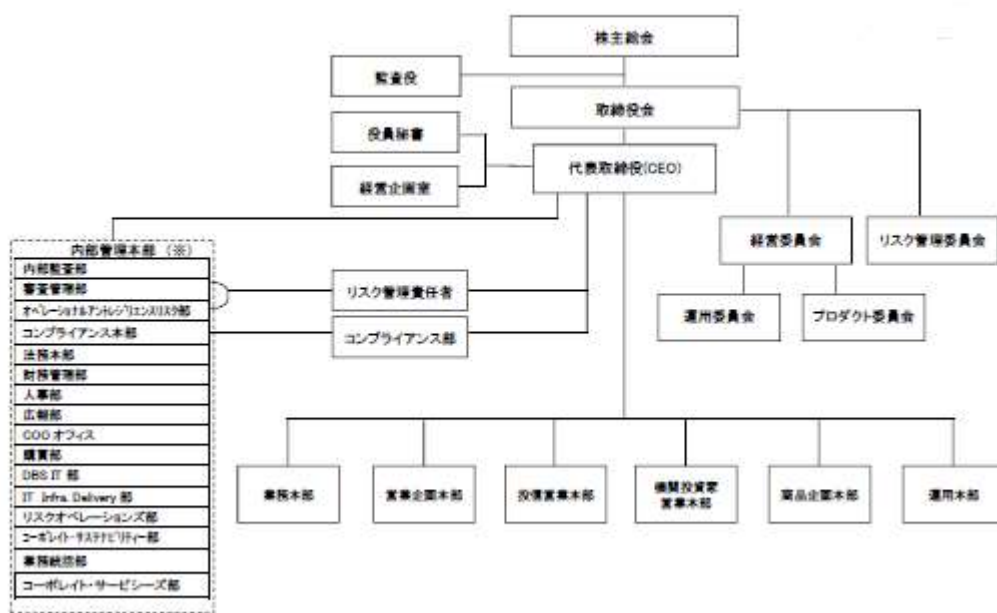 株主総会
監査役
取締役会
役員秘書
代表取締役(CEO)
経営企画室
経営委員会
リスク管理委員会
内部管理本部 (※)
内部監査部
審査管理部
オペレーショナルアンドレジリエンスリスク部
コンプライアンス本部
法務本部
財務管理部
人事部
広報部
COO オフィス
購買部
DBS IT 部
IT Infra. Delivery 部
リスクオペレーションズ部
コーポレイト・サステナビリティー部
業務統括部
コーポレイト・サービシーズ部
リスク管理責任者
コンプライアンス部
運用委員会
プロダクト委員会
業務本部
営業企画本部
投信営業本部
機関投資家
営業本部
商品企画本部
運用本部